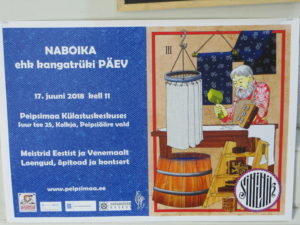 NABOIKA
ehk kangatrüki PÄEV
17. juuni 2018 kell 11
Peipsimaa Külastuskeskuses
Suur tee 25, Kolkja, Peipsiääre vald
Meistrid Eestist ja Venemaalt
Loengud, õpitoad ja kontsert
www.peipsimaa.ee
III